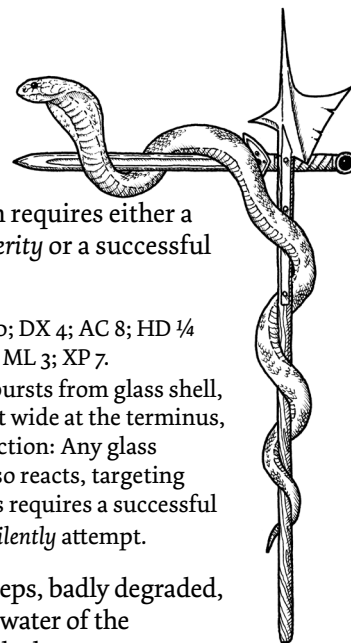 requires either a
erity or a successful
; DX 4; AC 8; HD ¼
ML 3; XP 7.
bursts from glass shell,
wide at the terminus,
ction: Any glass
so reacts, targeting
s requires a successful
ilently attempt.
eps, badly degraded,
water of the